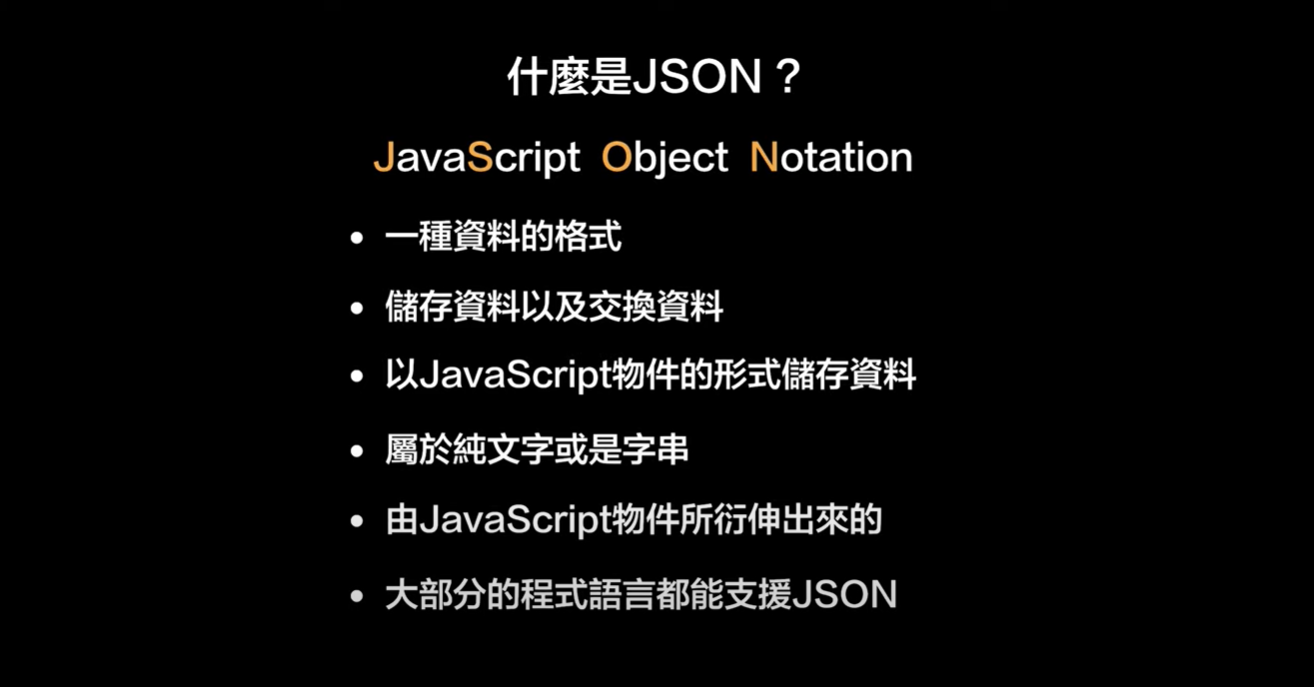 什麼是JSON？
JavaScript Object Notation
• 一種資料的格式
• 儲存資料以及交換資料
• 以JavaScript物件的形式儲存資料
• 屬於純文字或是字串
• 由JavaScript物件所衍伸出來的
• 大部分的程式語言都能支援JSON